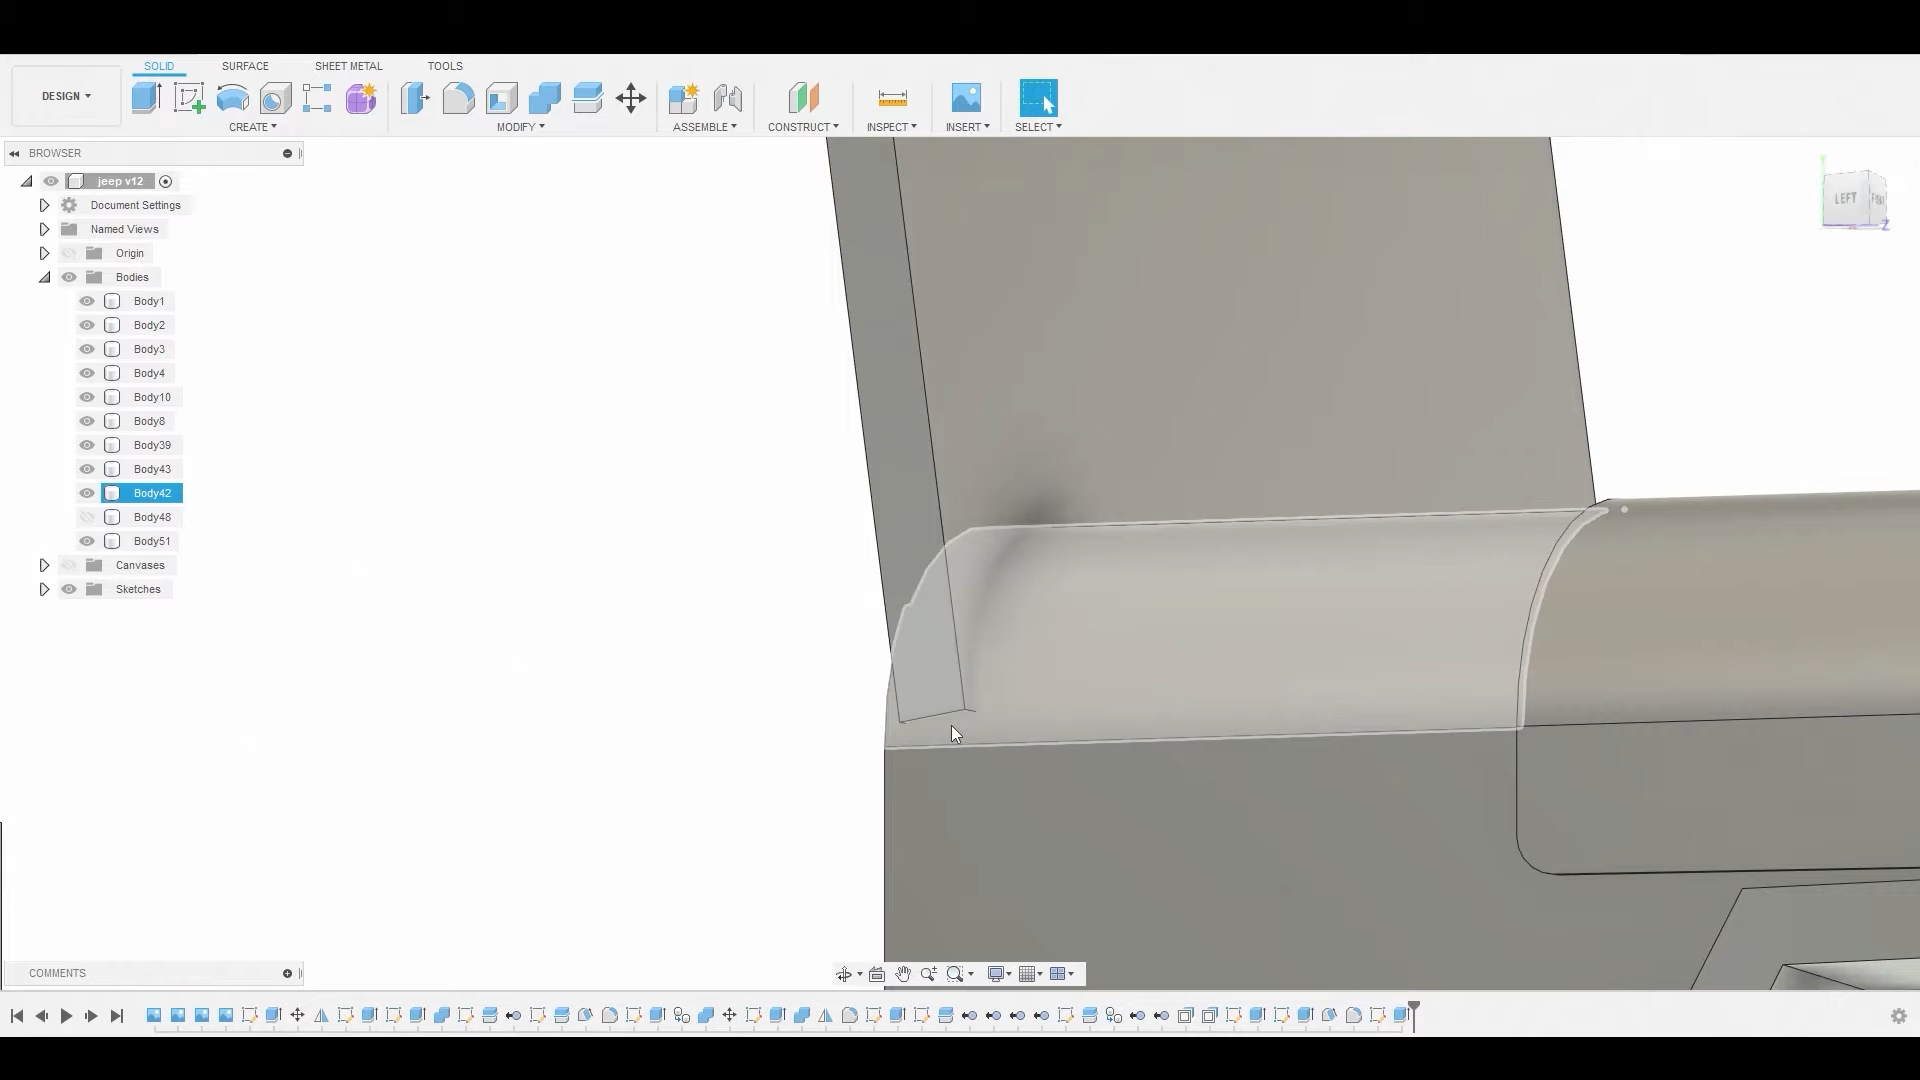 SOLID SURFACE SHEET METAL TOOLS
DESIGN
CREATE MODIFY ASSEMBLE CONSTRUCT INSPECT INSERT SELECT
BROWSER
jeep v12
Document Settings
Named Views
Origin
Bodies
Body1
Body2
Body3
Body4
Body10
Body8
Body39
Body43
Body42
Body48
Body51
Canvases
Sketches
LEFT
Z
COMMENTS